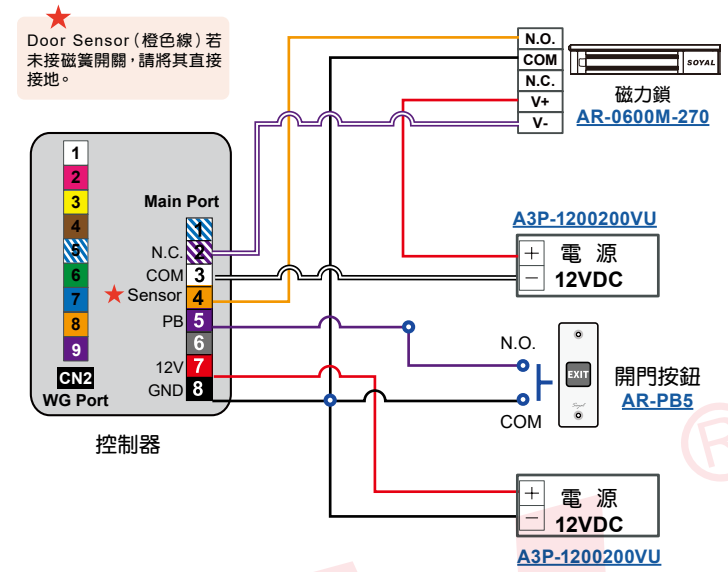 Door Sensor（橙色線）若
未接磁簧開關，請將其直接
接地。
N.O.
COM
N.C.
V+
V-
SOYAL
磁力鎖
AR-0600M-270
1
2
3
4
5
6
7
8
9
CN2
WG Port
Main Port
1
N.C. 2
COM 3
Sensor 4
PB 5
6
12V 7
GND 8
控制器
A3P-1200200VU
+ 電 源
− 12VDC
N.O.
COM
EXIT
Soyal
開門按鈕
AR-PB5
+ 電 源
− 12VDC
A3P-1200200VU
R